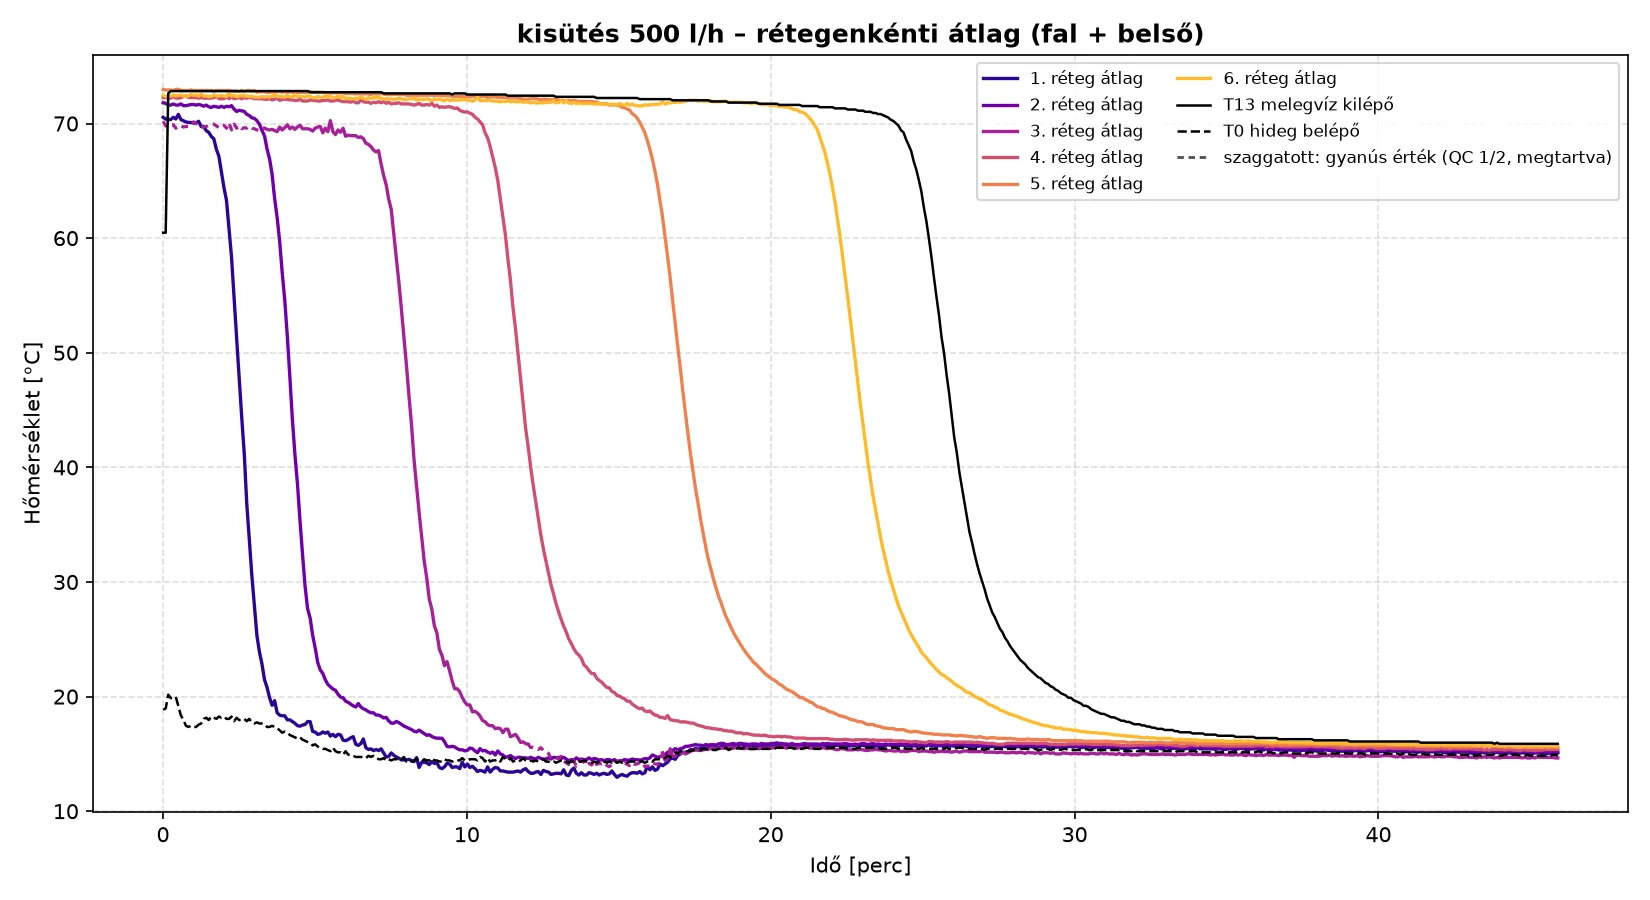 kisütés 500 l/h – rétegenkénti átlag (fal + belső)
1. réteg átlag
2. réteg átlag
3. réteg átlag
4. réteg átlag
5. réteg átlag
6. réteg átlag
T13 melegvíz kilépő
T0 hideg belépő
szaggatott: gyanús érték (QC 1/2, megtartva)
Hőmérséklet [°C]
70
60
50
40
30
20
10
0 10 20 30 40
Idő [perc]